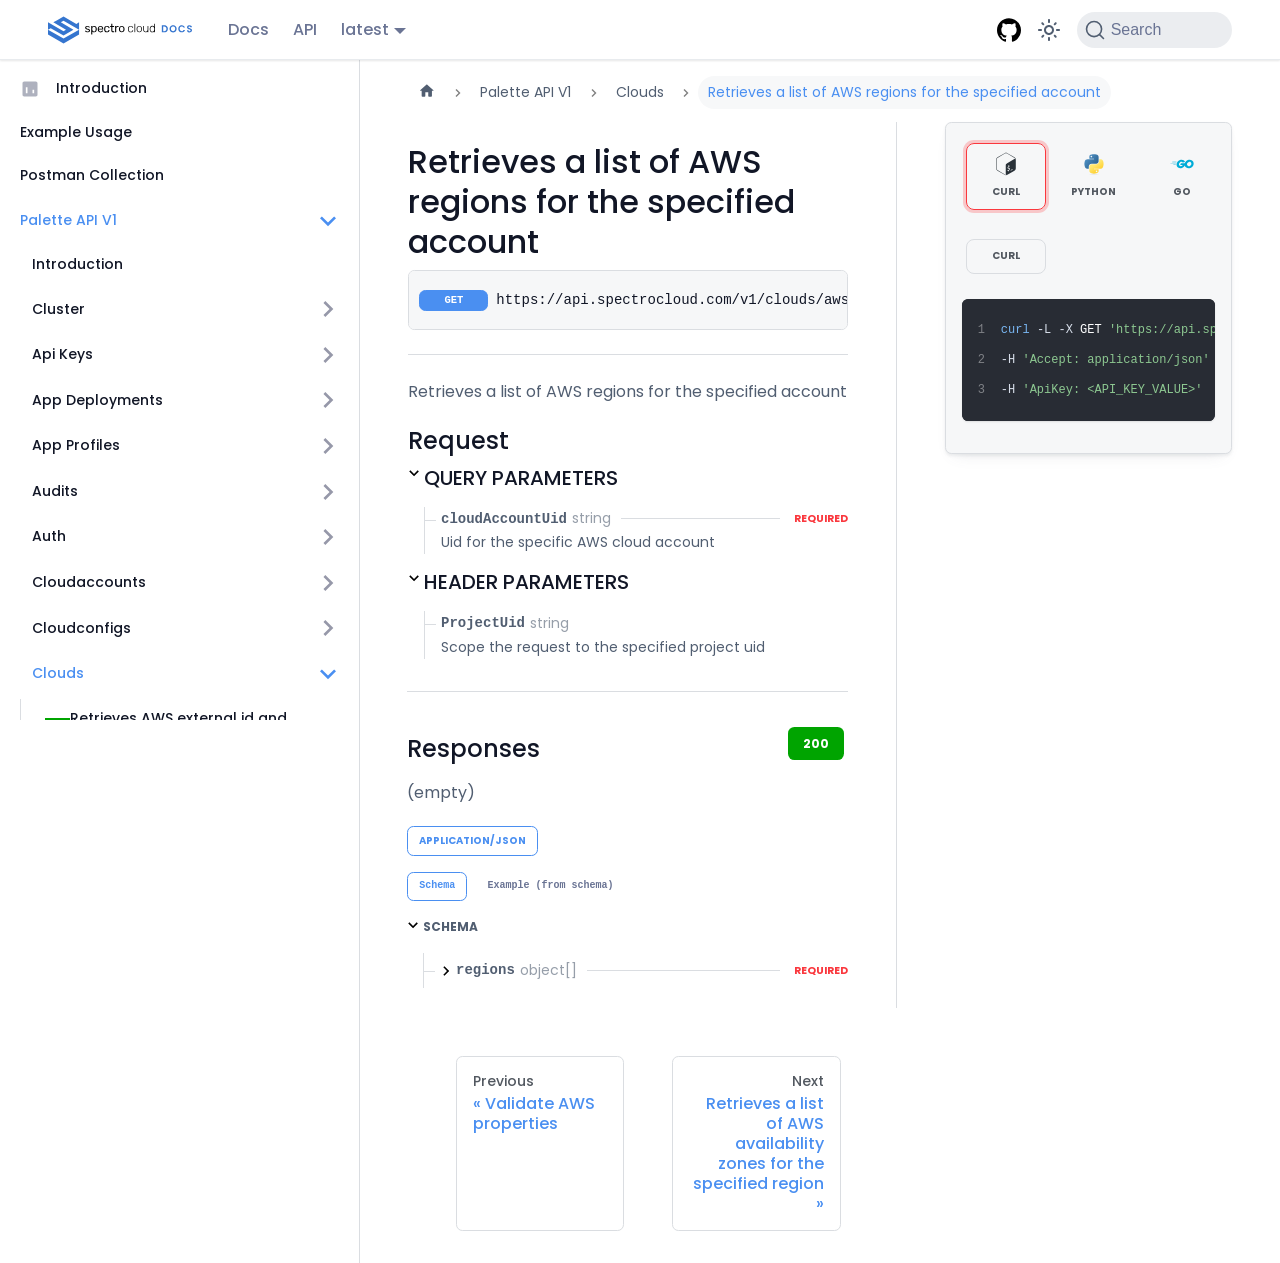 spectro cloud DOCS
Docs
API
latest
Search
Introduction
Example Usage
Postman Collection
Palette API V1
Introduction
Cluster
Api Keys
App Deployments
App Profiles
Audits
Auth
Cloudaccounts
Cloudconfigs
Clouds
Retrieves AWS external id and
Palette API V1
Clouds
Retrieves a list of AWS regions for the specified account
Retrieves a list of AWS
regions for the specified
account
GET https://api.spectrocloud.com/v1/clouds/aws
Retrieves a list of AWS regions for the specified account
Request
QUERY PARAMETERS
cloudAccountUid string REQUIRED
Uid for the specific AWS cloud account
HEADER PARAMETERS
ProjectUid string
Scope the request to the specified project uid
Responses
200
(empty)
APPLICATION/JSON
Schema Example (from schema)
SCHEMA
regions object[] REQUIRED
Previous
« Validate AWS
properties
Next
Retrieves a list
of AWS
availability
zones for the
specified region
»
CURL PYTHON GO
CURL
1 curl -L -X GET 'https://api.sp
2 -H 'Accept: application/json'
3 -H 'ApiKey: <API_KEY_VALUE>'